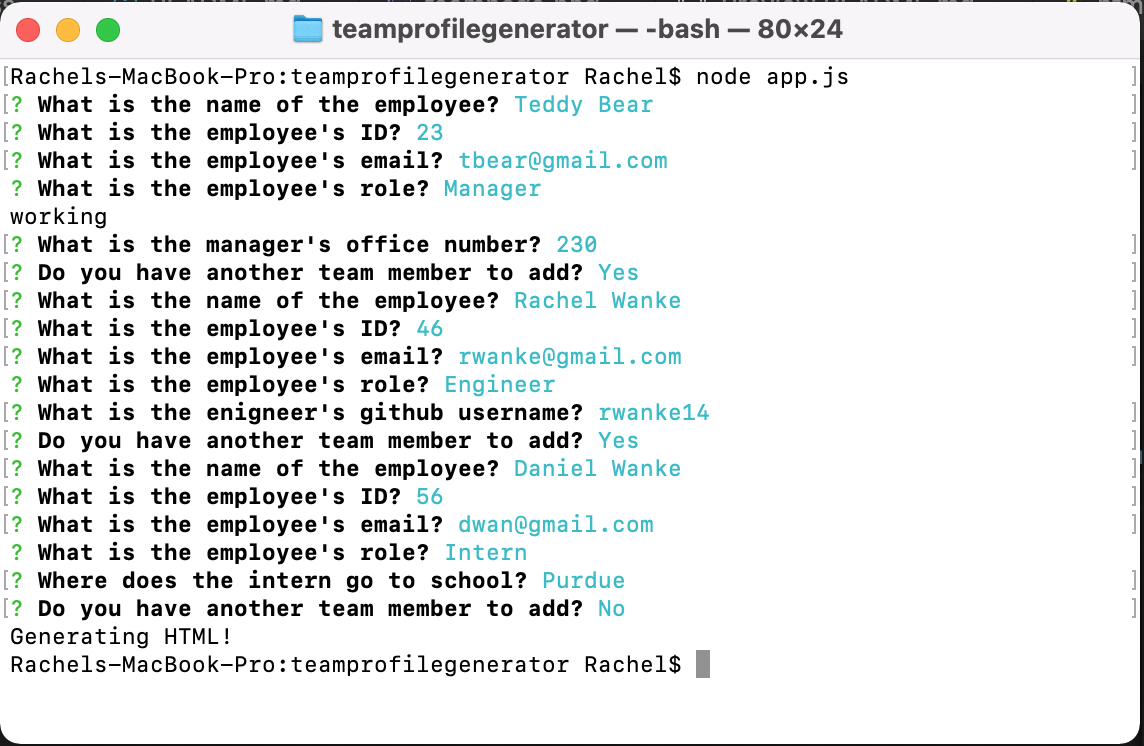 teamprofilegenerator — -bash — 80×24
[Rachels-MacBook-Pro:teamprofilegenerator Rachel$ node app.js ]
[? What is the name of the employee? Teddy Bear ]
[? What is the employee's ID? 23 ]
[? What is the employee's email? tbear@gmail.com ]
? What is the employee's role? Manager
working
[? What is the manager's office number? 230 ]
[? Do you have another team member to add? Yes ]
[? What is the name of the employee? Rachel Wanke ]
[? What is the employee's ID? 46 ]
[? What is the employee's email? rwanke@gmail.com ]
? What is the employee's role? Engineer
[? What is the enigneer's github username? rwanke14 ]
[? Do you have another team member to add? Yes ]
[? What is the name of the employee? Daniel Wanke ]
[? What is the employee's ID? 56 ]
[? What is the employee's email? dwan@gmail.com ]
? What is the employee's role? Intern
[? Where does the intern go to school? Purdue ]
[? Do you have another team member to add? No ]
Generating HTML!
Rachels-MacBook-Pro:teamprofilegenerator Rachel$